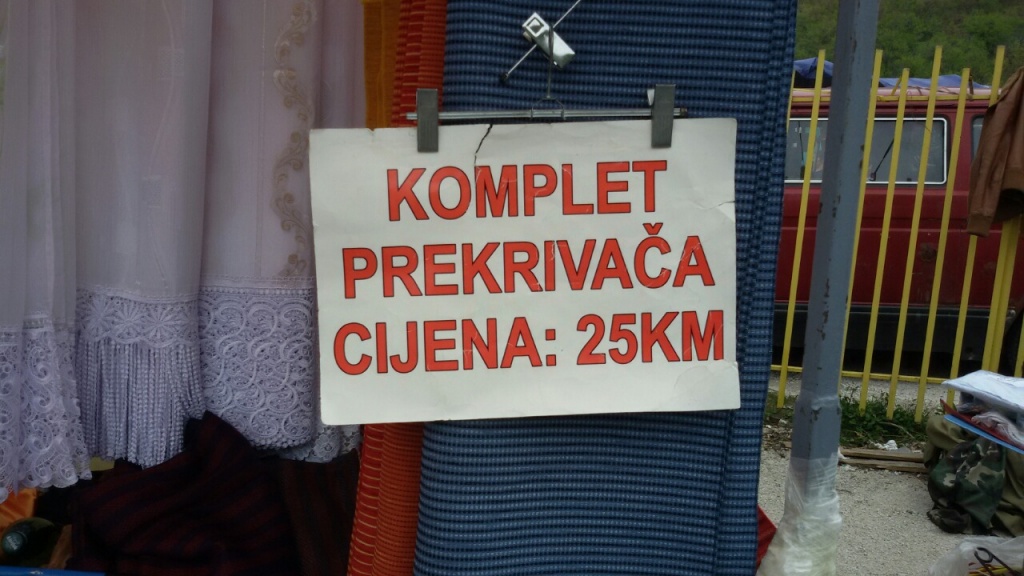 KOMPLET
PREKRIVAČA
CIJENA: 25KM